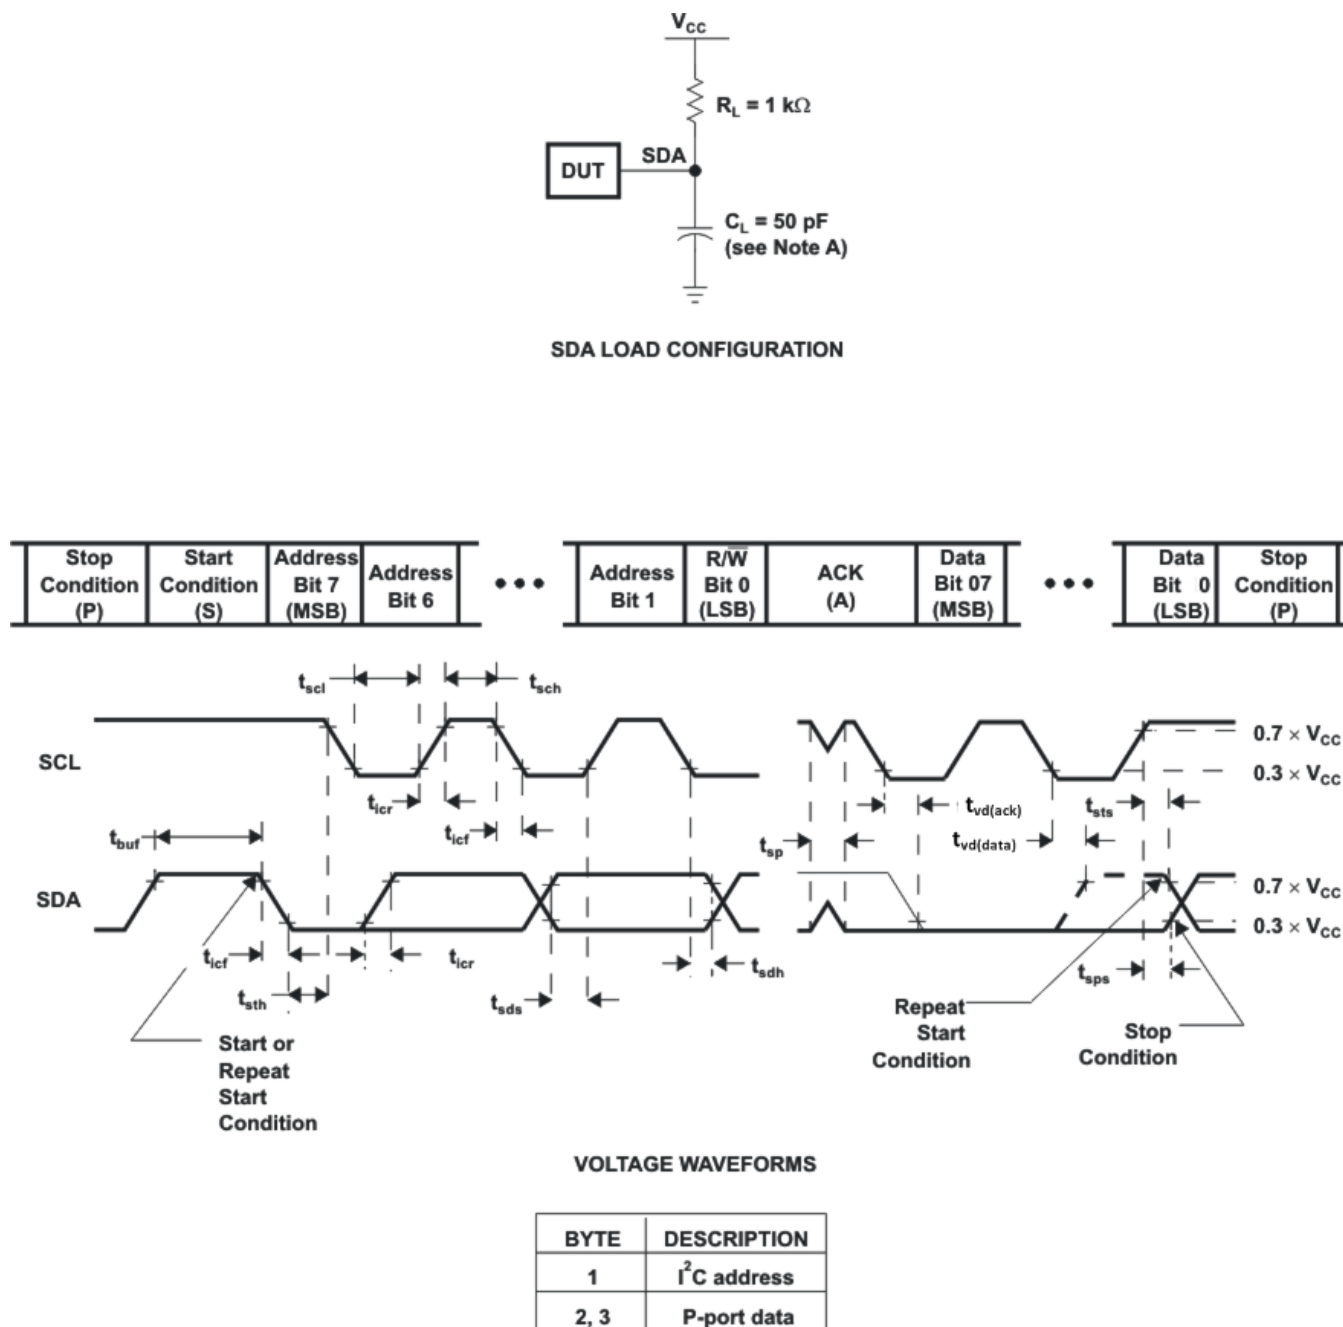 VCC
RL = 1 kΩ
DUT
SDA
CL = 50 pF
(see Note A)
SDA LOAD CONFIGURATION
Stop
Condition
(P)
Start
Condition
(S)
Address
Bit 7
(MSB)
Address
Bit 6
•••
Address
Bit 1
R/W̅
Bit 0
(LSB)
ACK
(A)
Data
Bit 07
(MSB)
•••
Data
Bit 0
(LSB)
Stop
Condition
(P)
tscl
tsch
SCL
0.7 × VCC
0.3 × VCC
ticr
ticf
tbuf
tsp
tvd(ack)
tvd(data)
tsts
SDA
0.7 × VCC
0.3 × VCC
ticf
ticr
tsth
tsds
tsdh
tsps
Start or
Repeat
Start
Condition
Repeat
Start
Condition
Stop
Condition
VOLTAGE WAVEFORMS
BYTE DESCRIPTION
1 I²C address
2, 3 P-port data